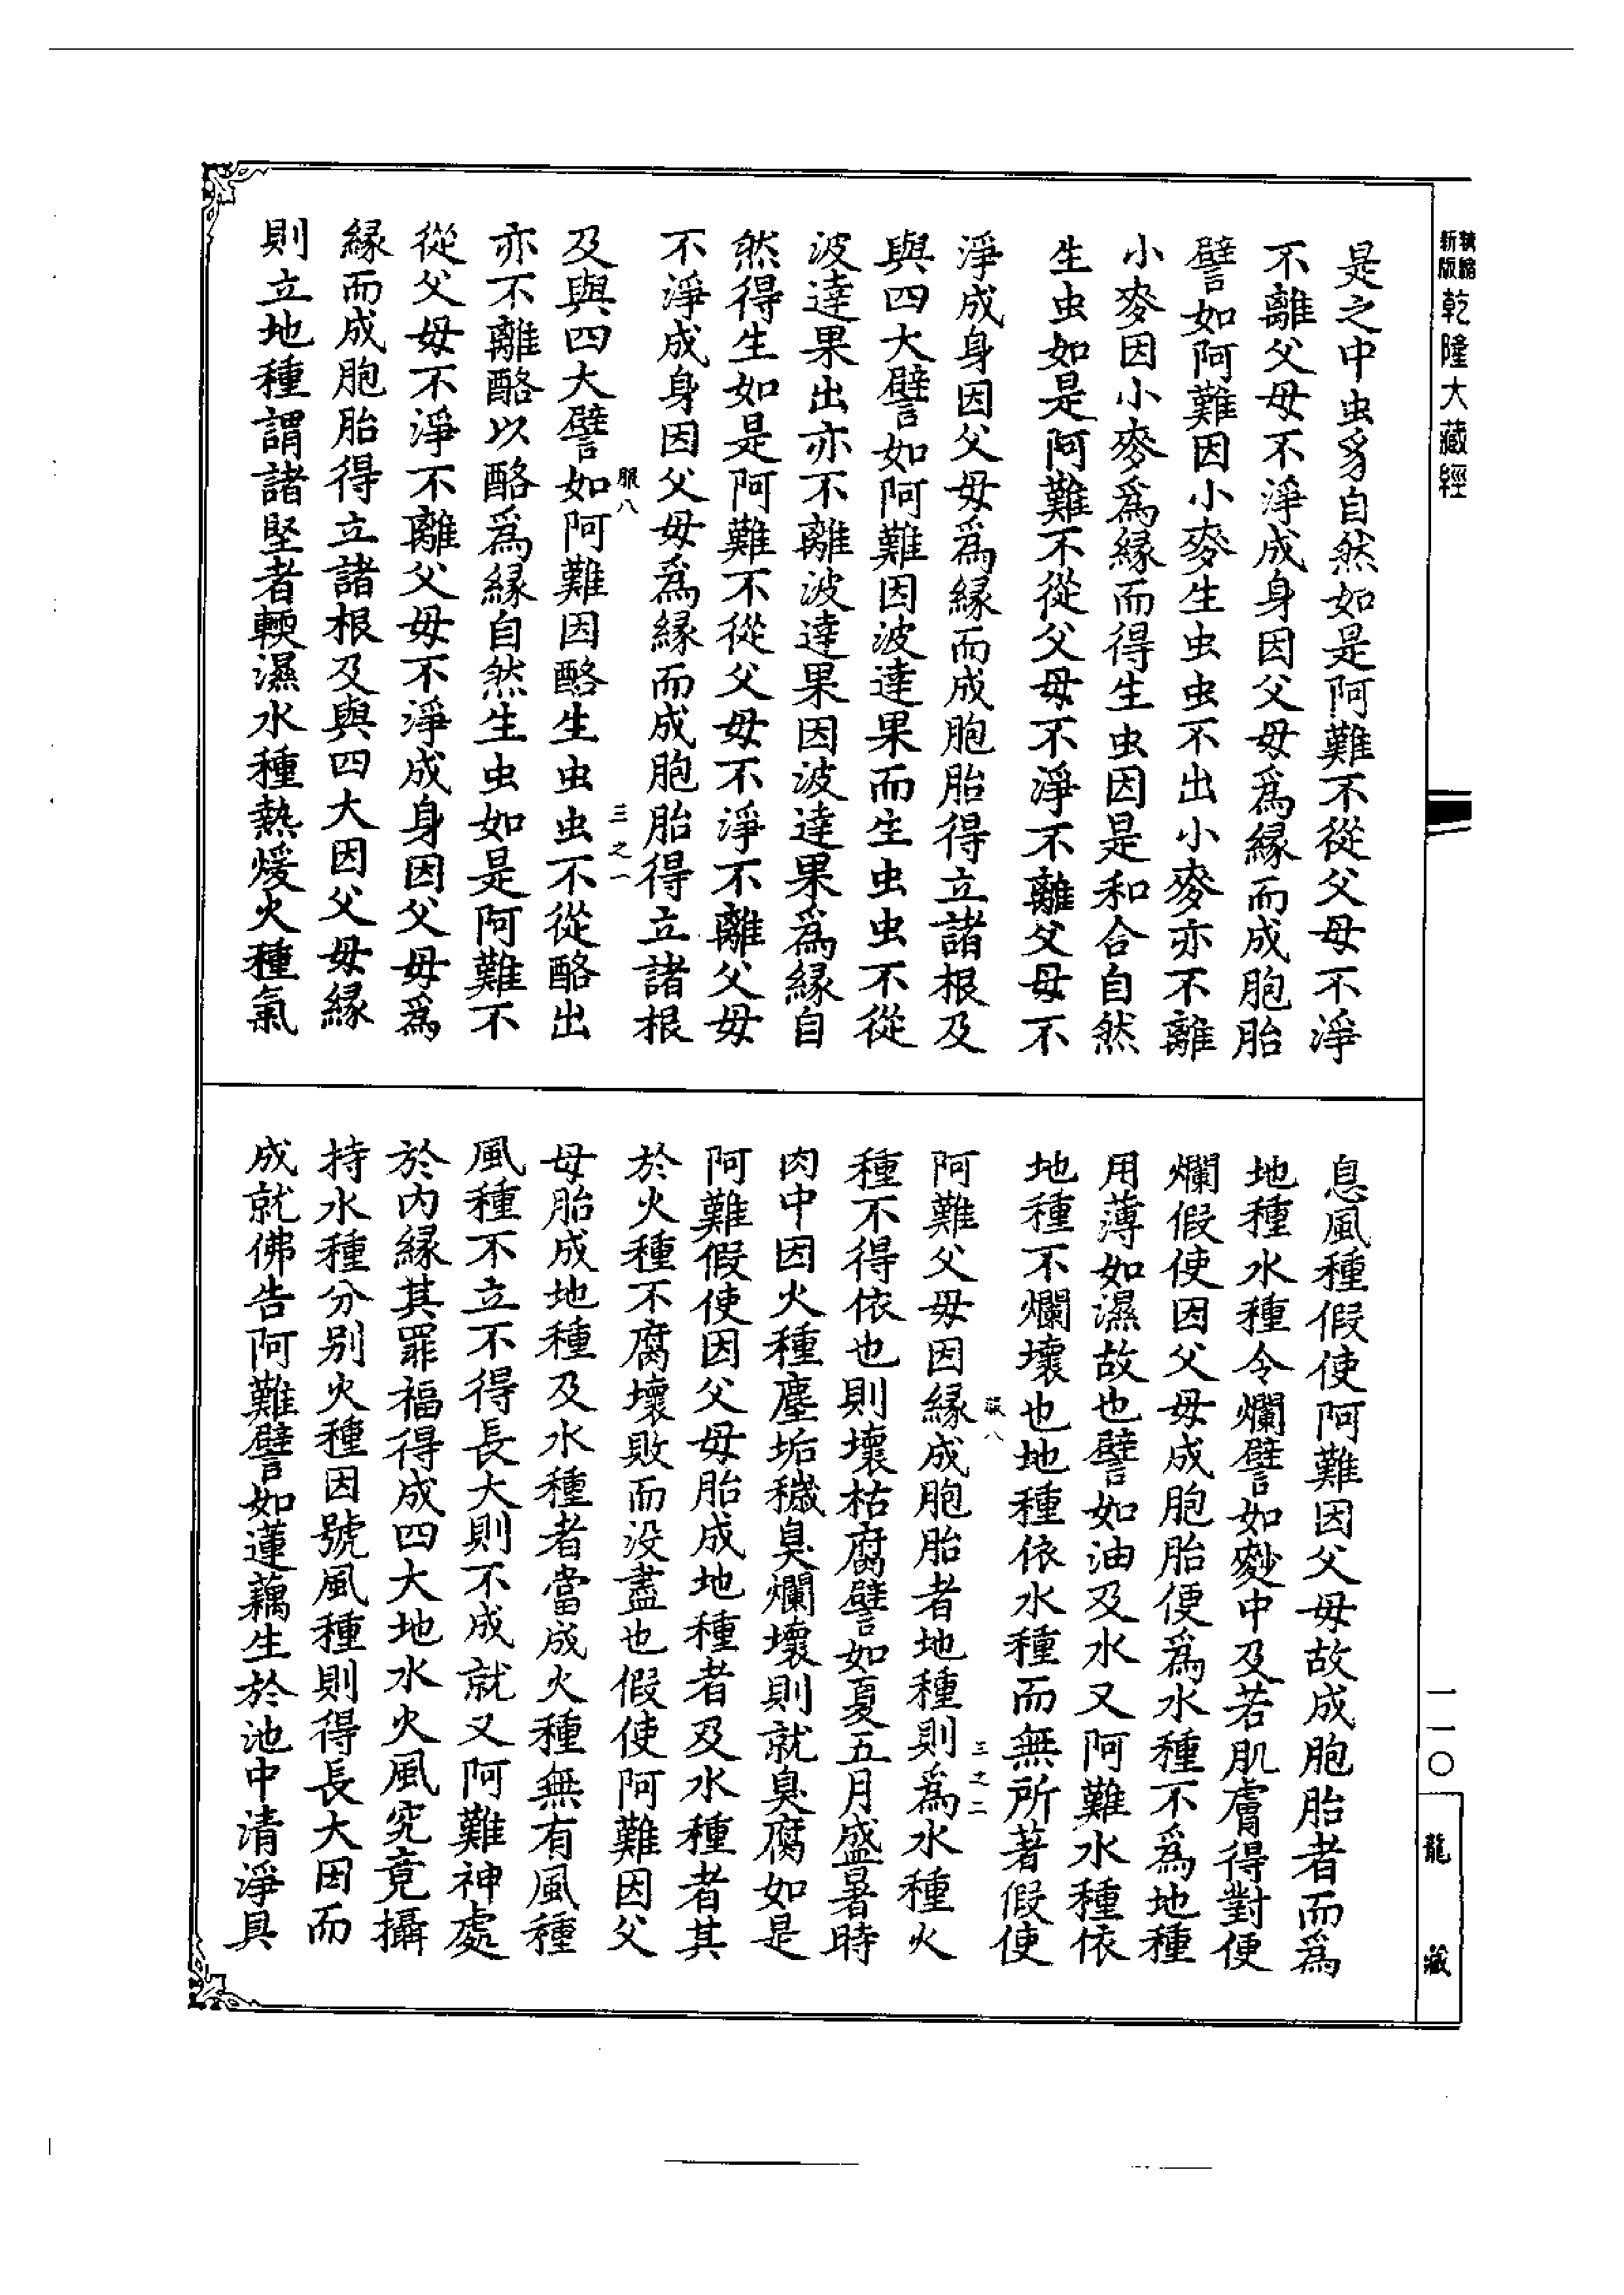 新版精縮乾隆大藏經
是之中虫豸自然如是阿難不從父母不淨
不離父母不淨成身因父母爲緣而成胞胎
譬如阿難因小麥生虫虫不出小麥亦不離
小麥因小麥爲緣而得生虫因是和合自然
生虫如是阿難不從父母不淨不離父母不
淨成身因父母爲緣而成胞胎得立諸根及
與四大譬如阿難因波達果而生虫虫不從
波達果出亦不離波達果因波達果爲緣自
然得生如是阿難不從父母不淨不離父母
不淨成身因父母爲緣而成胞胎得立諸根
服八 三之一
及與四大譬如阿難因酪生虫虫不從酪出
亦不離酪以酪爲緣自然生虫如是阿難不
從父母不淨不離父母不淨成身因父母爲
緣而成胞胎得立諸根及與四大因父母緣
則立地種謂諸堅者輭濕水種熱煖火種氣
息風種假使阿難因父母故成胞胎者而爲
地種水種令爛譬如麨中及若肌膚得對便
爛假使因父母成胞胎便爲水種不爲地種
用薄如濕故也譬如油及水又阿難水種依
地種不爛壞也地種依水種而無所著假使
八 三之二
阿難父母因緣成胞胎者地種則爲水種火
種不得依也則壞枯腐譬如夏五月盛暑時
肉中因火種塵垢穢臭爛壞則就臭腐如是
阿難假使因父母胎成地種者及水種者其
於火種不腐壞敗而没盡也假使阿難因父
母胎成地種及水種者當成火種無有風種
風種不立不得長大則不成就又阿難神處
於內緣其罪福得成四大地水火風究竟攝
持水種分别火種因號風種則得長大因而
成就佛告阿難譬如蓮藕生於池中清淨具
一一〇
龍藏